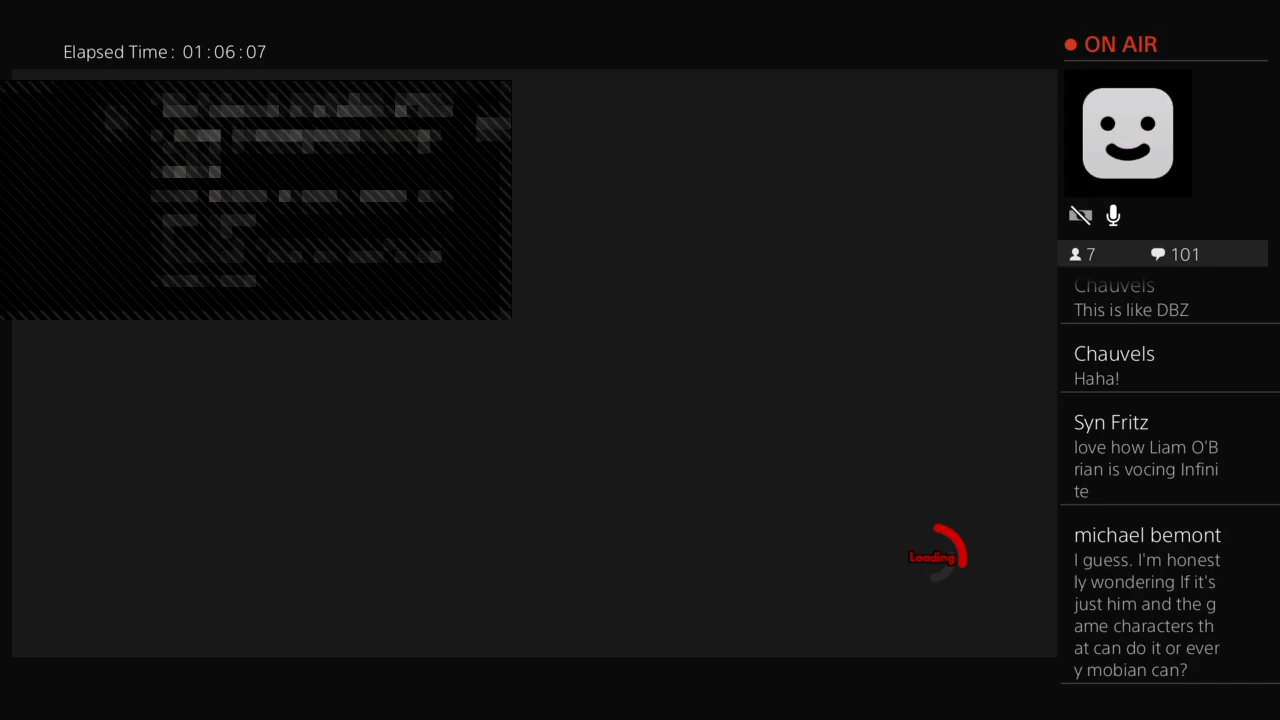 Elapsed Time: 01:06:07
ON AIR
7 101
Chauvels
This is like DBZ
Chauvels
Haha!
Syn Fritz
love how Liam O'B
rian is vocing Infini
te
michael bemont
I guess. I'm honest
ly wondering If it's
just him and the g
ame characters th
at can do it or ever
y mobian can?
Loading